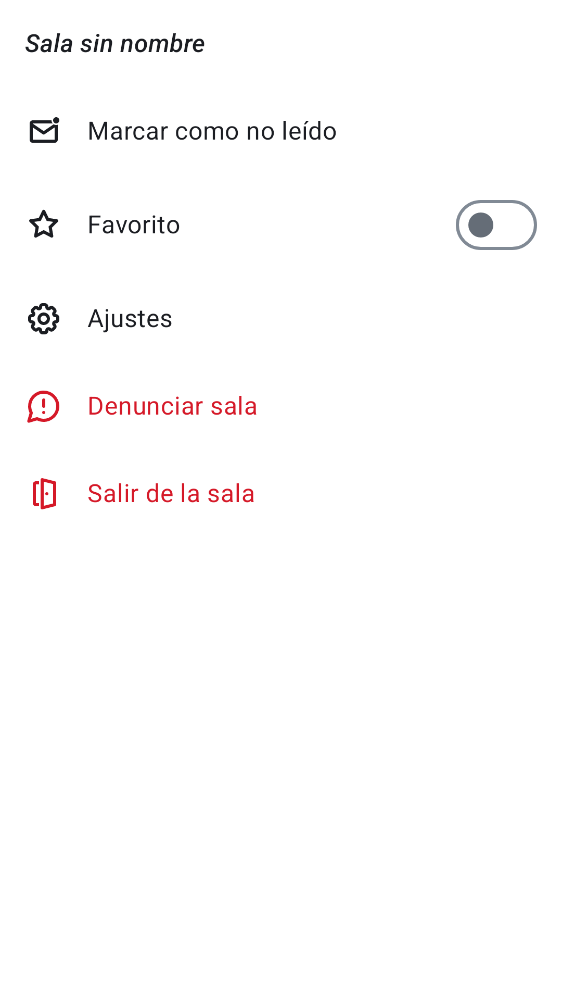 Sala sin nombre
Marcar como no leído
Favorito
Ajustes
Denunciar sala
Salir de la sala